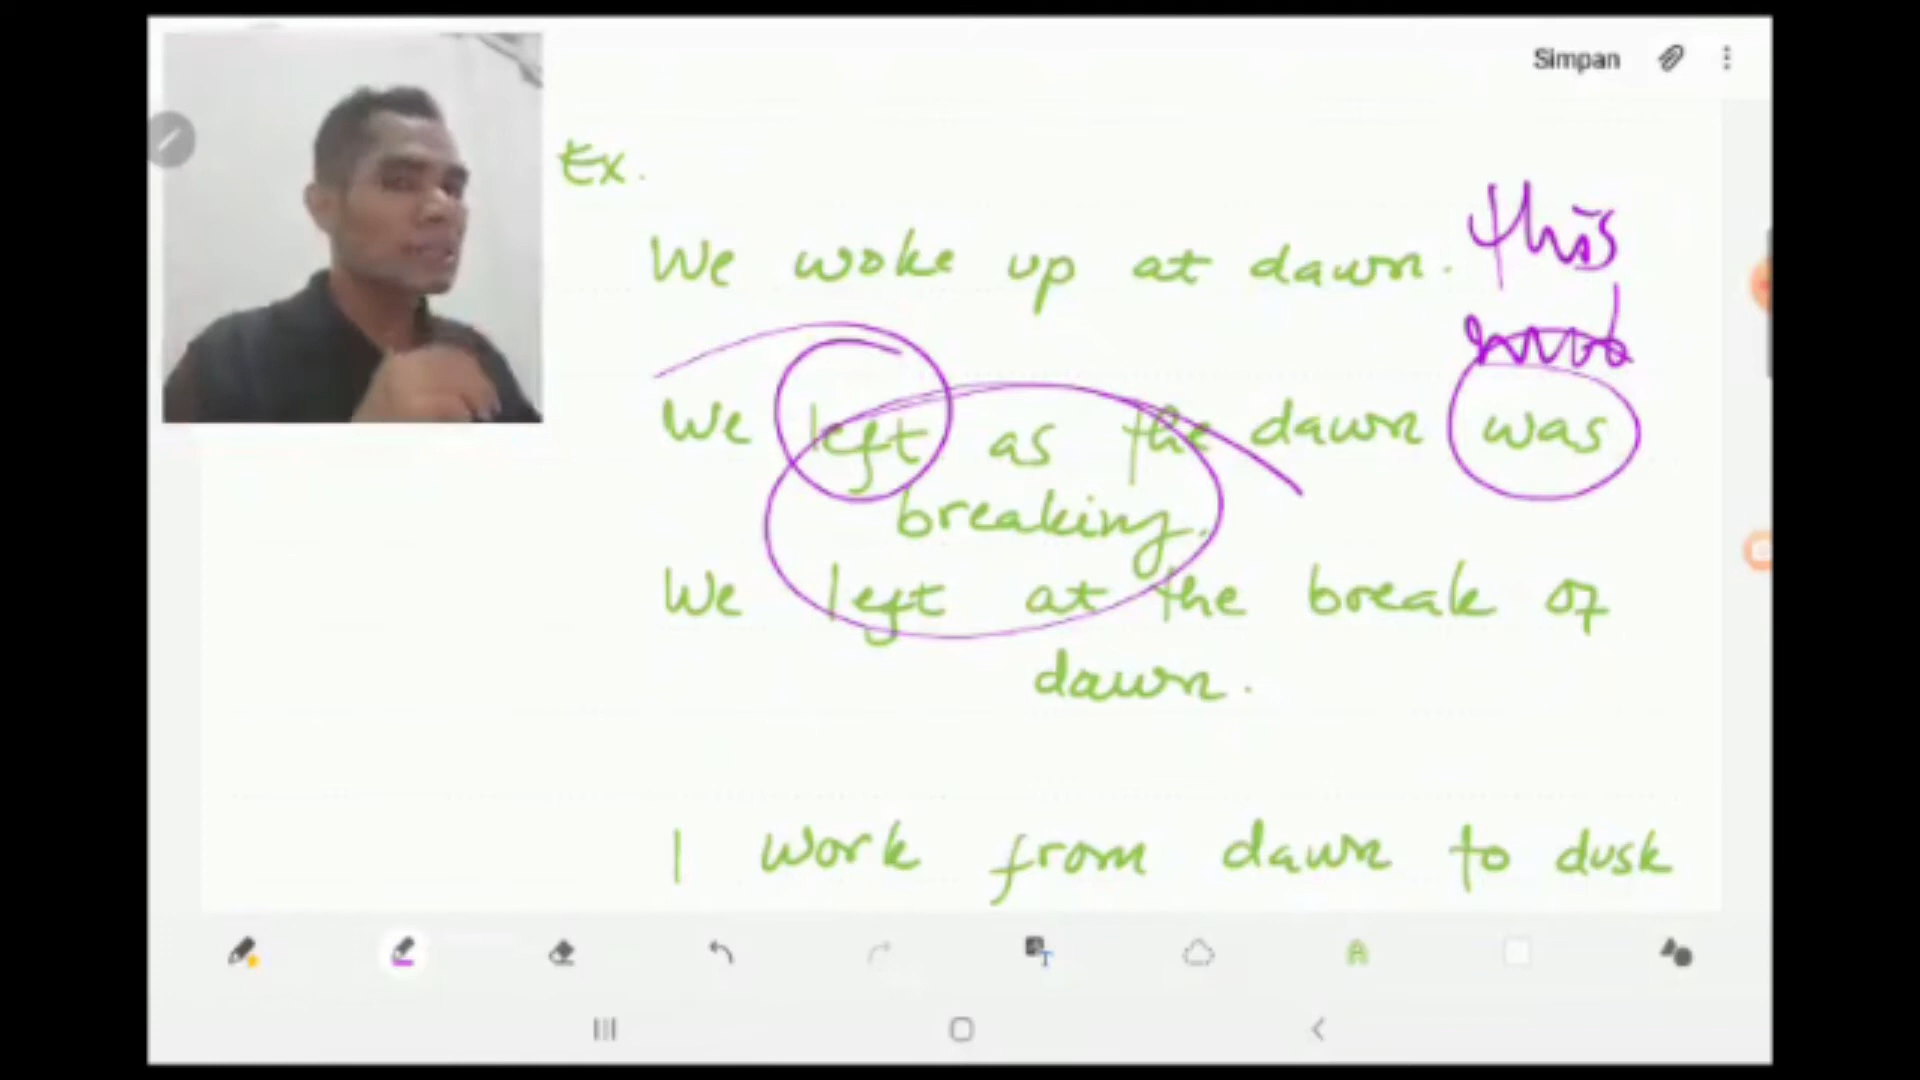 Simpan
Ex.
We woke up at dawn. this
We left as the dawn was
breaking.
We left at the break of
dawn.
I work from dawn to dusk